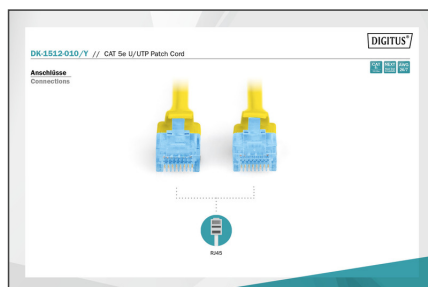 DIGITUS®
DK-1512-010/Y // CAT 5e U/UTP Patch Cord
Anschlüsse
Connections
RJ45